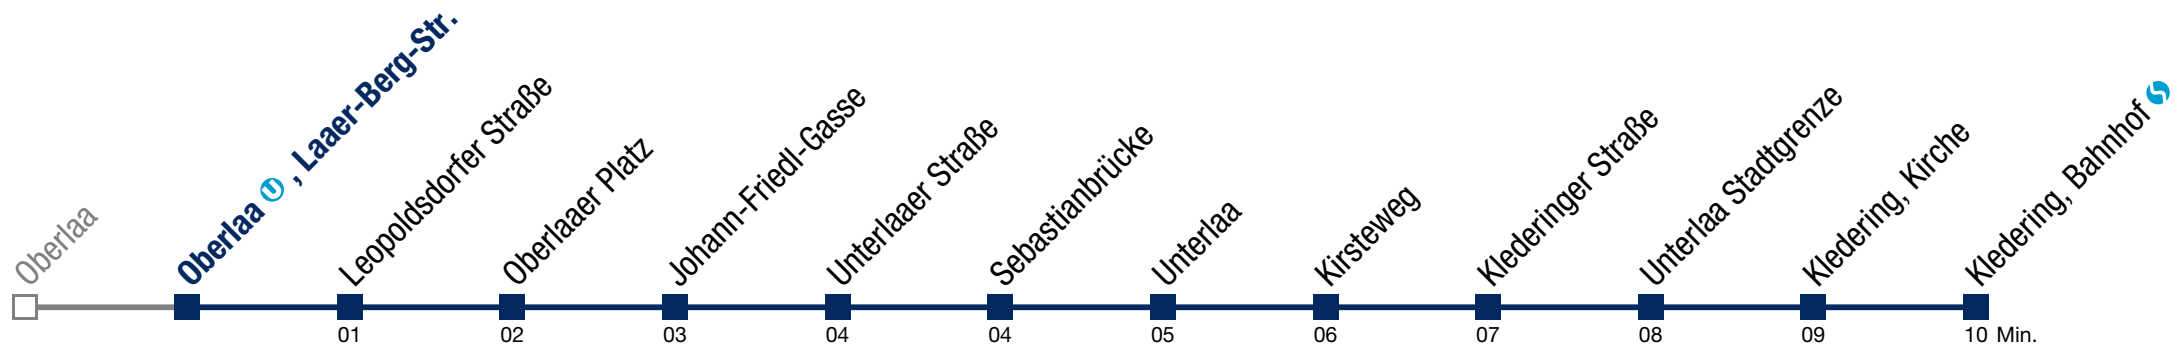 Oberlaa
Oberlaa U , Laaer-Berg-Str.
Leopoldsdorfer Straße
Oberlaaer Platz
Johann-Friedl-Gasse
Unterlaaer Straße
Sebastianbrücke
Unterlaa
Kirsteweg
Klederinger Straße
Unterlaa Stadtgrenze
Kledering, Kirche
Kledering, Bahnhof S
01 02 03 04 04 05 06 07 08 09 10 Min.